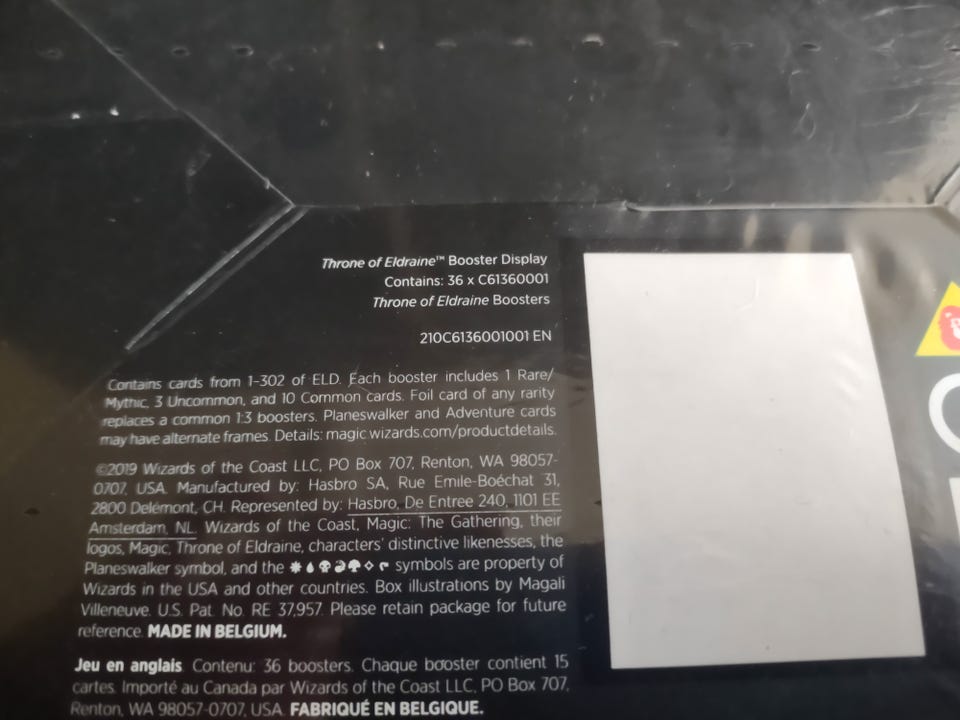 Throne of Eldraine™ Booster Display
Contains: 36 x C61360001
Throne of Eldraine Boosters
210C6136001001 EN
Contains cards from 1-302 of ELD. Each booster includes 1 Rare/
Mythic, 3 Uncommon, and 10 Common cards. Foil card of any rarity
replaces a common 1:3 boosters. Planeswalker and Adventure cards
may have alternate frames. Details: magic.wizards.com/productdetails.
©2019 Wizards of the Coast LLC, PO Box 707, Renton, WA 98057-
0707, USA. Manufactured by: Hasbro SA, Rue Emile-Boéchat 31,
2800 Delémont, CH. Represented by: Hasbro, De Entree 240, 1101 EE
Amsterdam, NL. Wizards of the Coast, Magic: The Gathering, their
logos, Magic, Throne of Eldraine, characters' distinctive likenesses, the
Planeswalker symbol, and the symbols are property of
Wizards in the USA and other countries. Box illustrations by Magali
Villeneuve. U.S. Pat. No. RE 37,957. Please retain package for future
reference. MADE IN BELGIUM.
Jeu en anglais. Contenu: 36 boosters. Chaque booster contient 15
cartes. Importé au Canada par Wizards of the Coast LLC, PO Box 707,
Renton, WA 98057-0707, USA. FABRIQUÉ EN BELGIQUE.